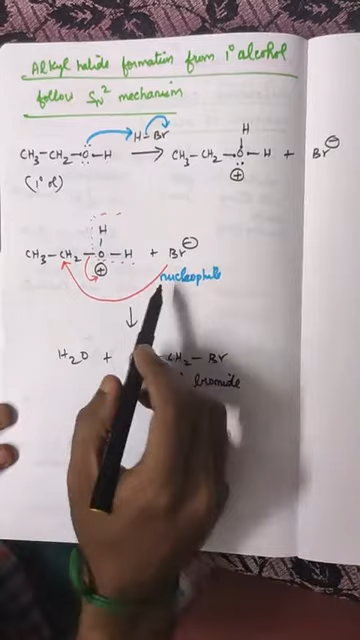 Alkyl halide formation from 1° alcohol
follow SN2 mechanism
CH3–CH2–Ö–H H–Br → CH3–CH2–O–H + Br⊖
H
⊕
(1° ol)
H
CH3–CH2–O–H + Br⊖
⊕
nucleophile
↓
H2O + CH2–Br
bromide